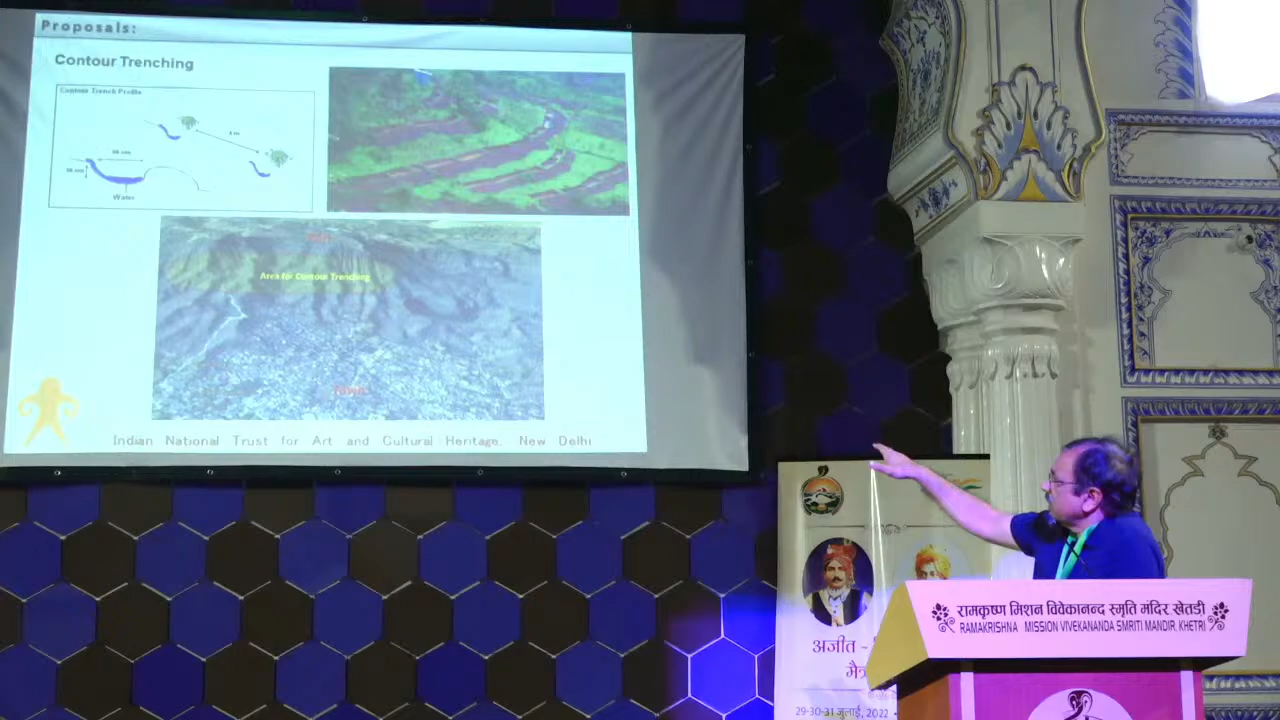 Proposals:
Contour Trenching
Contour Trench Profile
Water
Area for Contour Trenching
Indian National Trust for Art and Cultural Heritage, New Delhi
रामकृष्ण मिशन विवेकानन्द स्मृति मंदिर, खेतडी
RAMAKRISHNA MISSION VIVEKANANDA SMRITI MANDIR, KHETRI
अजीत -
29-30-31 जुलाई, 2022